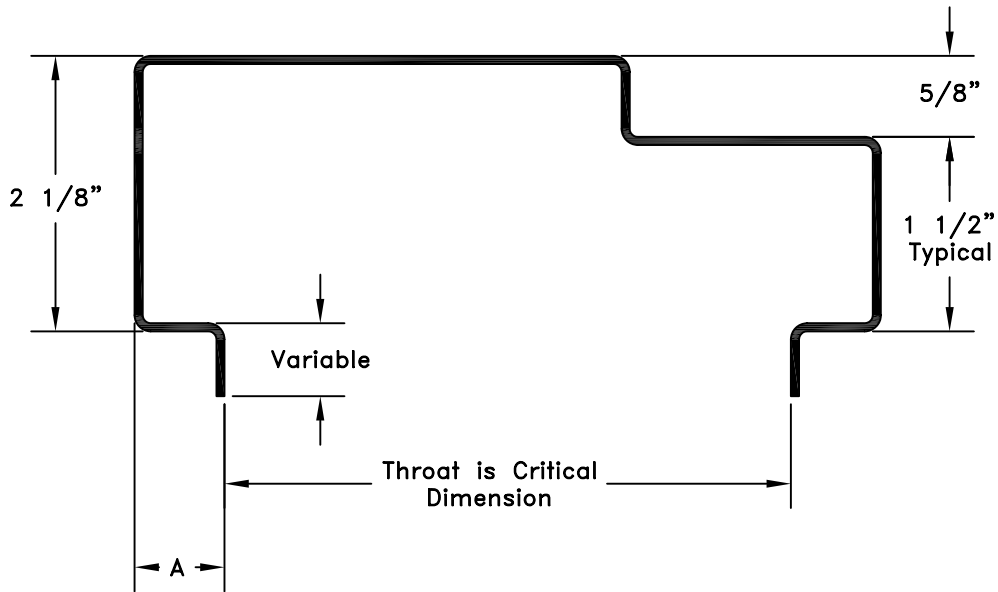 5/8”
2 1/8”
1 1/2”
Typical
Variable
Throat is Critical
Dimension
A